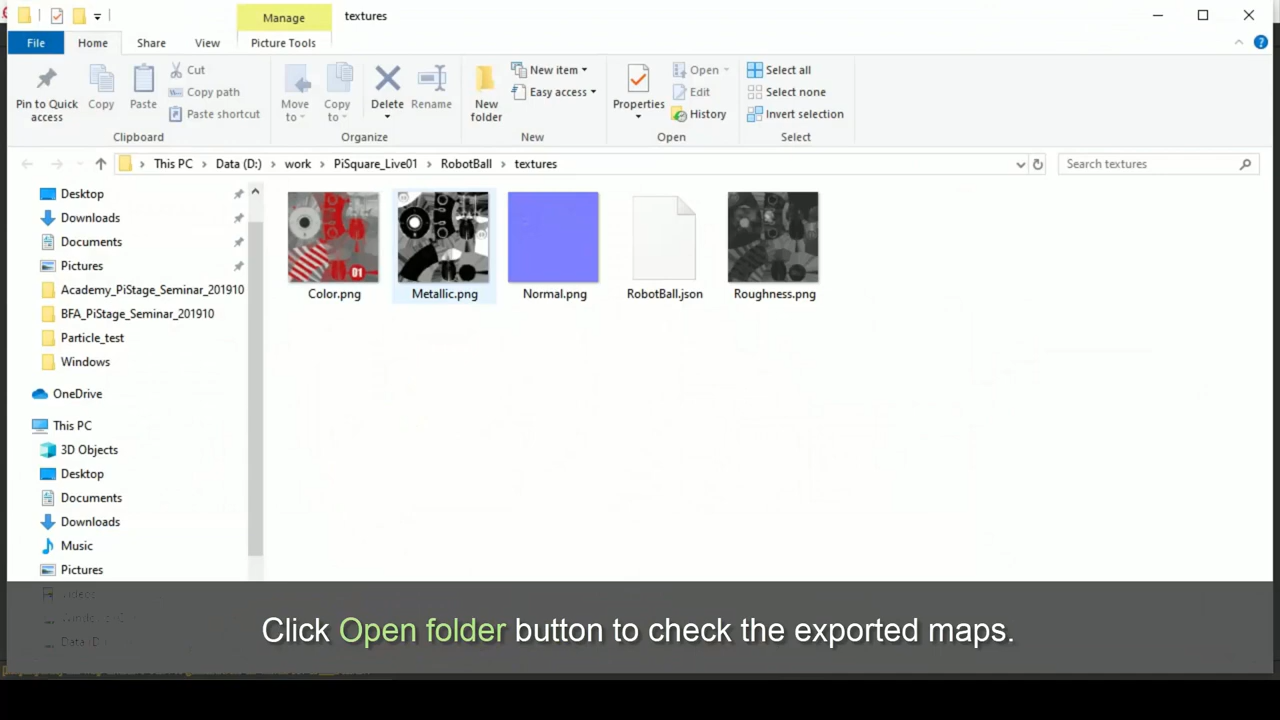 Manage
textures
File
Home
Share
View
Picture Tools
Pin to Quick access
Copy
Paste
Cut
Copy path
Paste shortcut
Clipboard
Move to
Copy to
Delete
Rename
Organize
New folder
New item
Easy access
New
Properties
Open
Edit
History
Open
Select all
Select none
Invert selection
Select
This PC > Data (D:) > work > PiSquare_Live01 > RobotBall > textures
Search textures
Desktop
Downloads
Documents
Pictures
Academy_PiStage_Seminar_201910
BFA_PiStage_Seminar_201910
Particle_test
Windows
OneDrive
This PC
3D Objects
Desktop
Documents
Downloads
Music
Pictures
Videos
01
Color.png
Metallic.png
Normal.png
RobotBall.json
Roughness.png
Click Open folder button to check the exported maps.